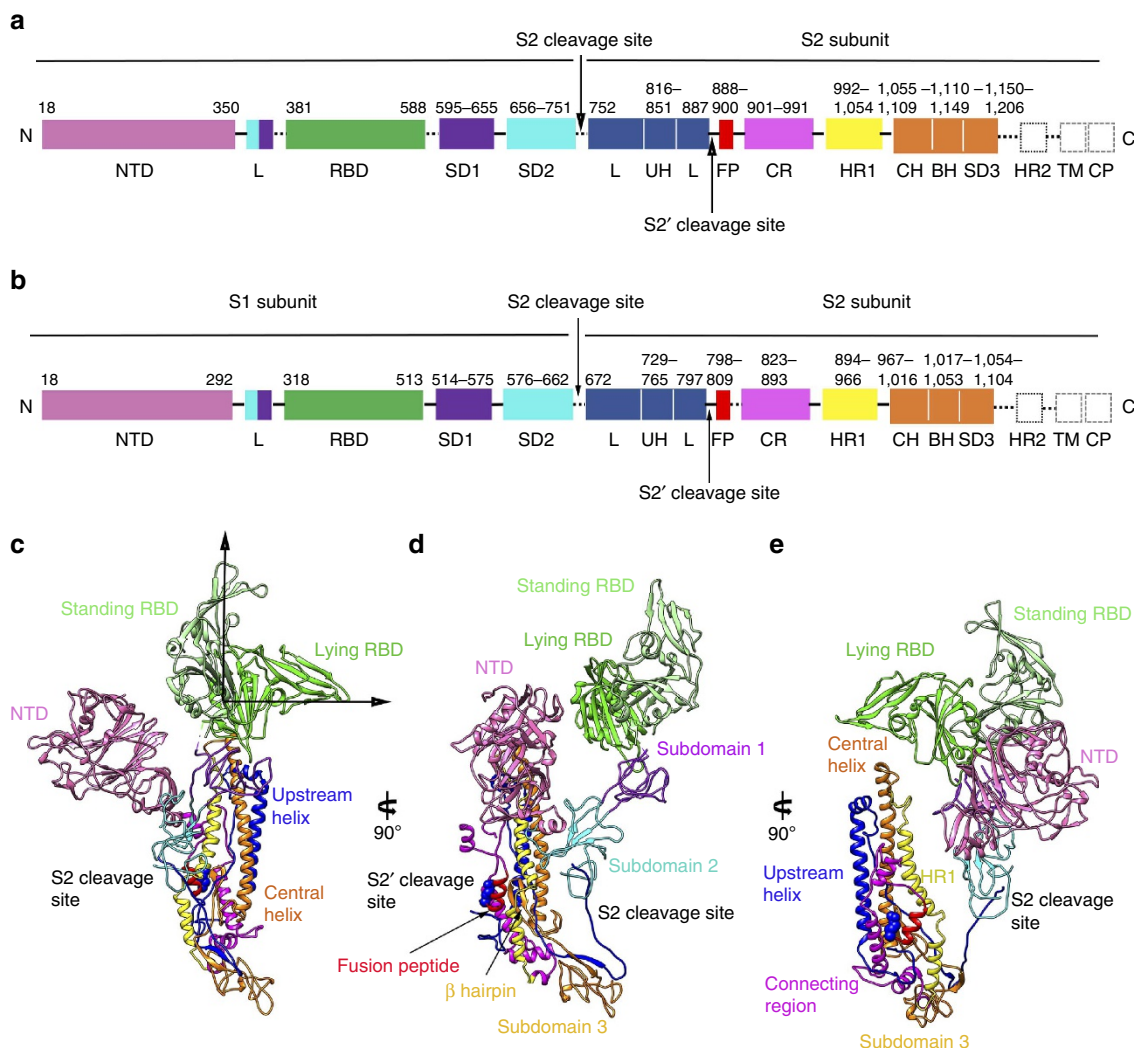 a
S2 cleavage site
S2 subunit
816–
888–
992–
1,055
–1,110
–1,150–
18
350
381
588
595–655
656–751
752
851
887
900
901–991
1,054
1,109
1,149
1,206
N
C
NTD
L
RBD
SD1
SD2
L
UH
L
FP
CR
HR1
CH
BH
SD3
HR2
TM
CP
S2′ cleavage site
b
S1 subunit
S2 cleavage site
S2 subunit
729–
798–
823–
894–
967–
1,017–
1,054–
18
292
318
513
514–575
576–662
672
765
797
809
893
966
1,016
1,053
1,104
N
C
NTD
L
RBD
SD1
SD2
L
UH
L
FP
CR
HR1
CH
BH
SD3
HR2
TM
CP
S2′ cleavage site
c
Standing RBD
Lying RBD
NTD
Upstream
helix
S2 cleavage
site
Central
helix
90°
d
Standing RBD
Lying RBD
NTD
Subdomain 1
Subdomain 2
S2′ cleavage
site
S2 cleavage site
Fusion peptide
β hairpin
Subdomain 3
90°
e
Standing RBD
Lying RBD
Central
helix
NTD
Upstream
helix
HR1
S2 cleavage
site
Connecting
region
Subdomain 3